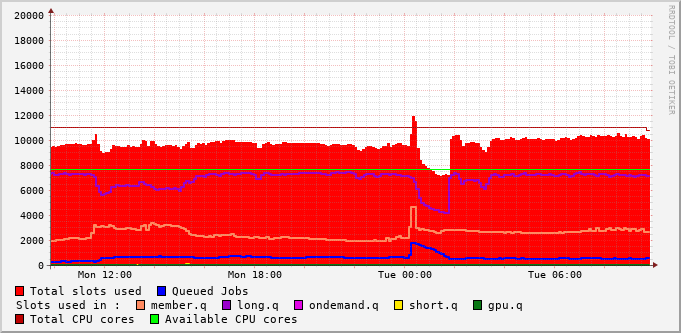 20000
18000
16000
14000
12000
10000
8000
6000
4000
2000
0
Mon 12:00 Mon 18:00 Tue 00:00 Tue 06:00
Total slots used Queued Jobs
Slots used in : member.q long.q ondemand.q short.q gpu.q
Total CPU cores Available CPU cores
RRDTOOL / TOBI OETIKER